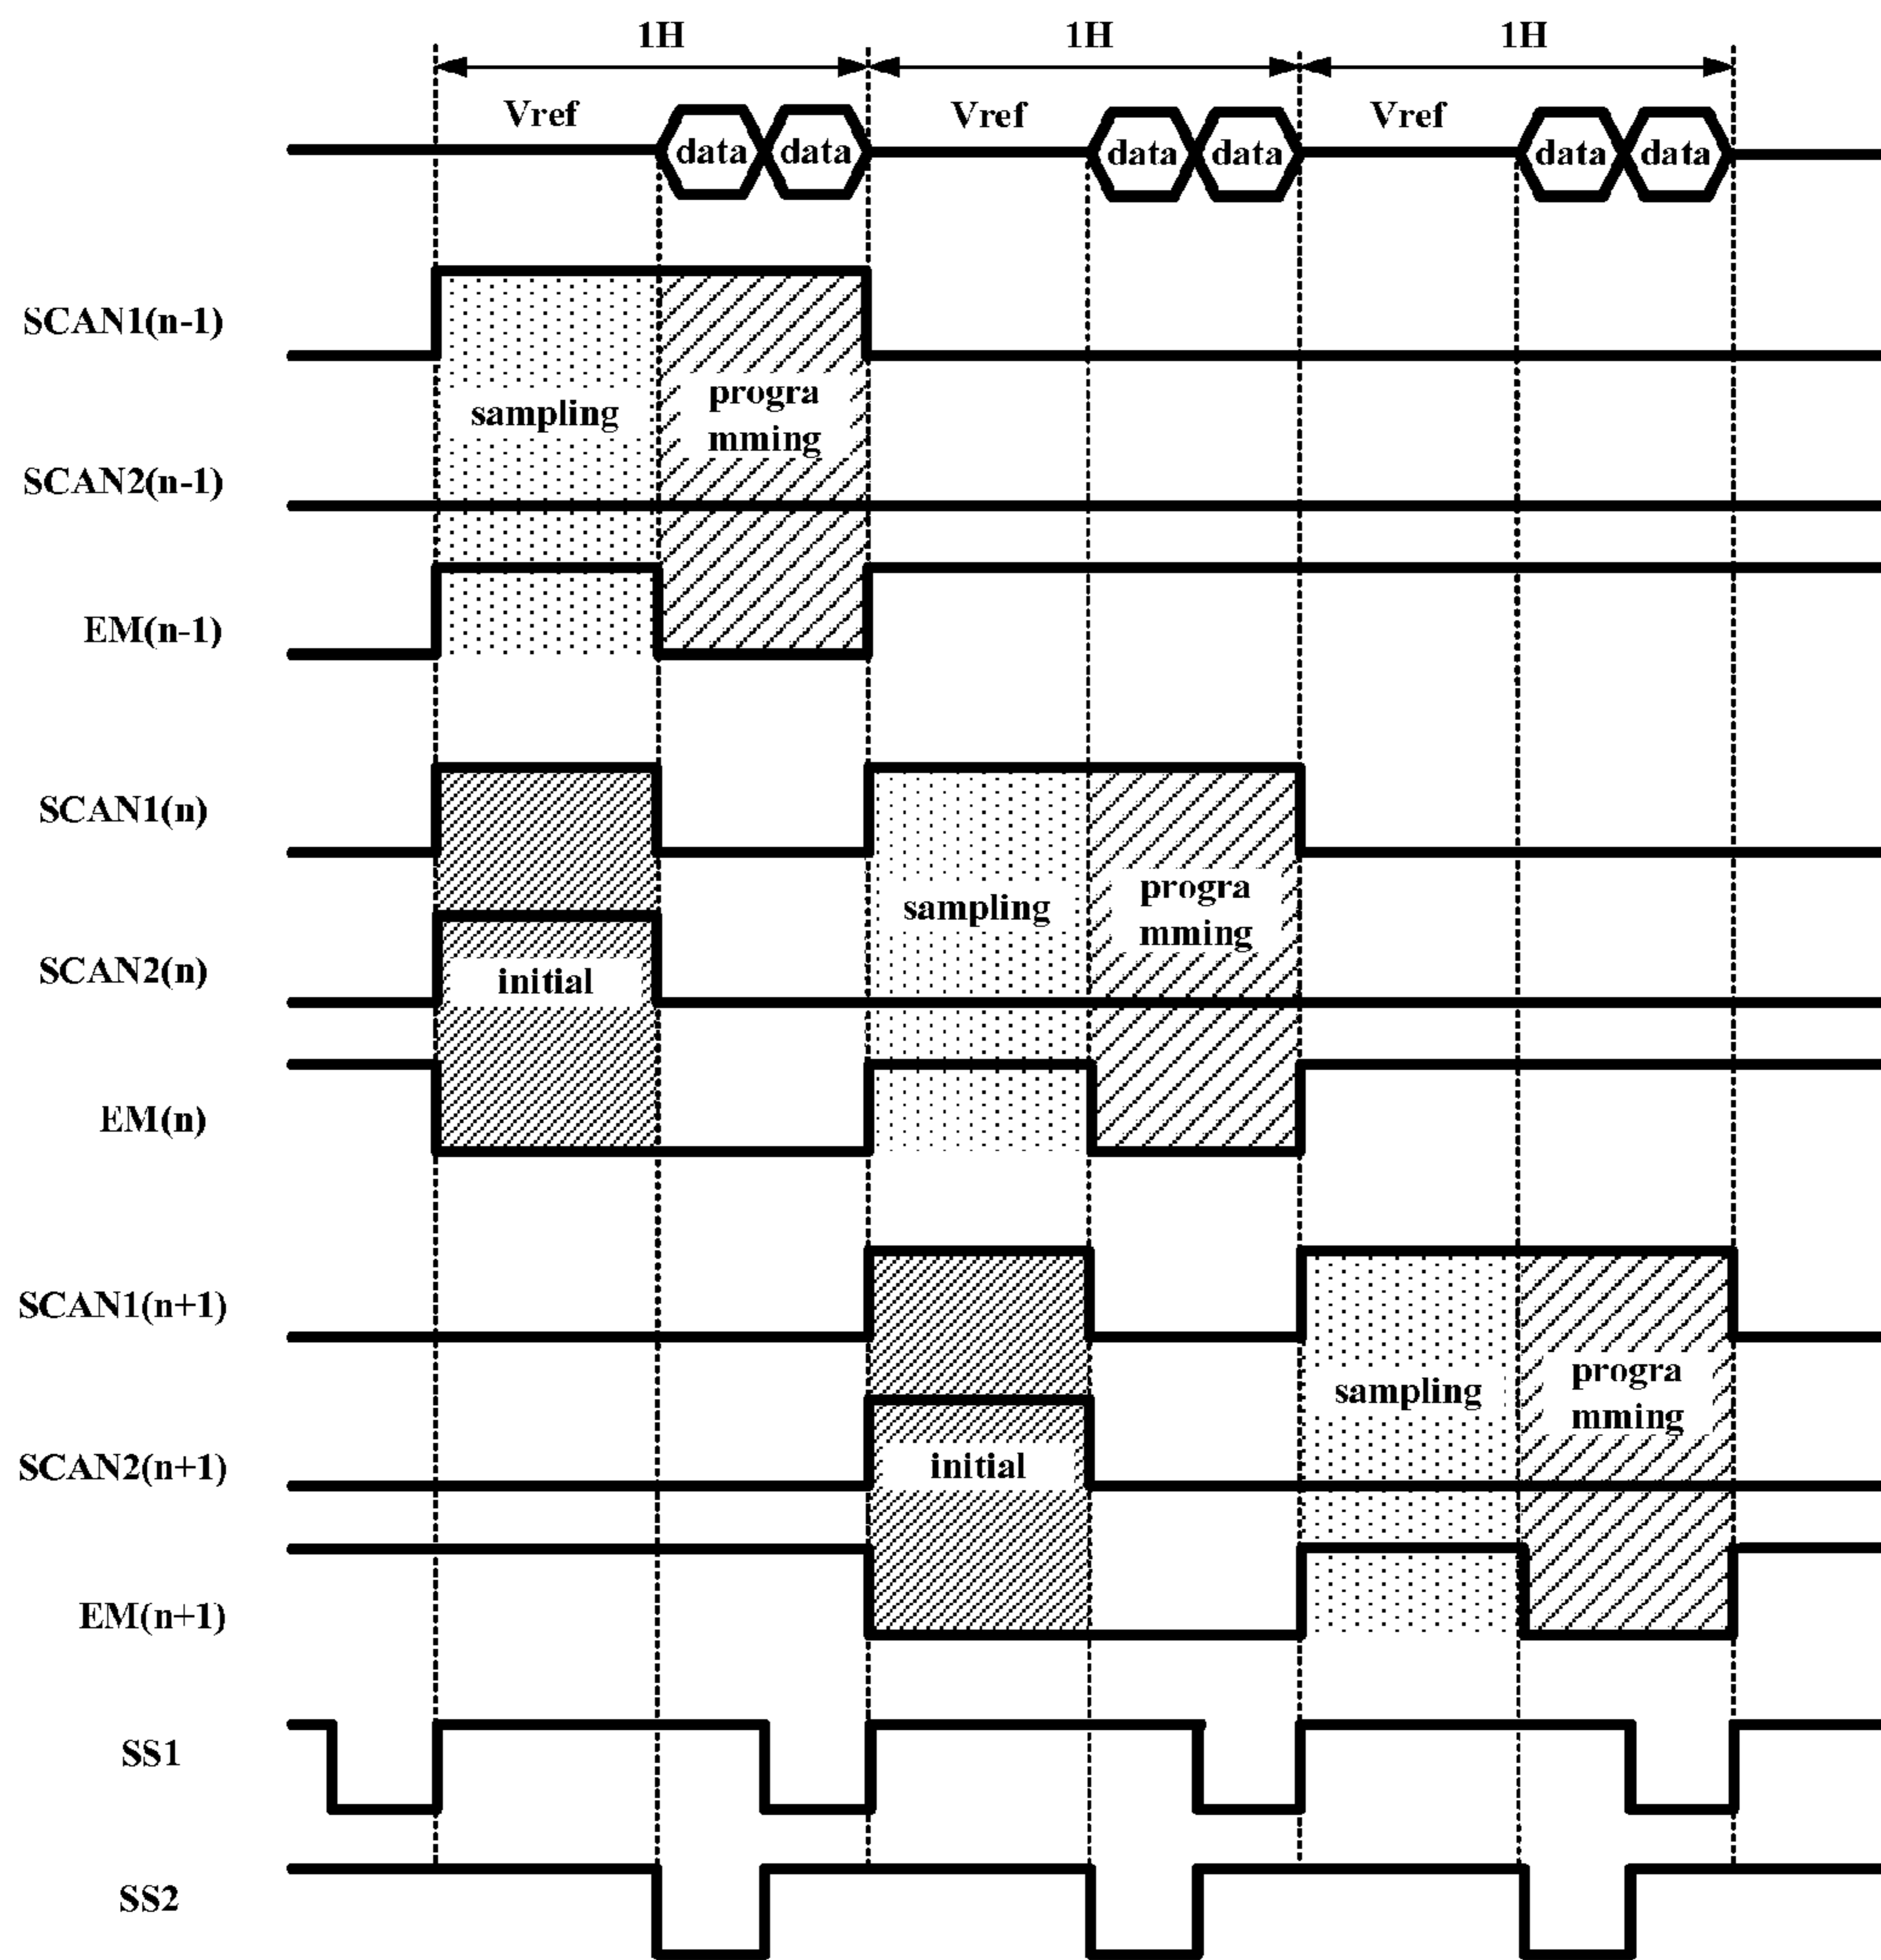 1H 1H 1H
Vref Vref Vref
data data data data data data
SCAN1(n-1)
progra
sampling
mming
SCAN2(n-1)
EM(n-1)
SCAN1(n)
progra
sampling
mming
SCAN2(n)
initial
EM(n)
SCAN1(n+1)
progra
sampling
mming
SCAN2(n+1)
initial
EM(n+1)
SS1
SS2